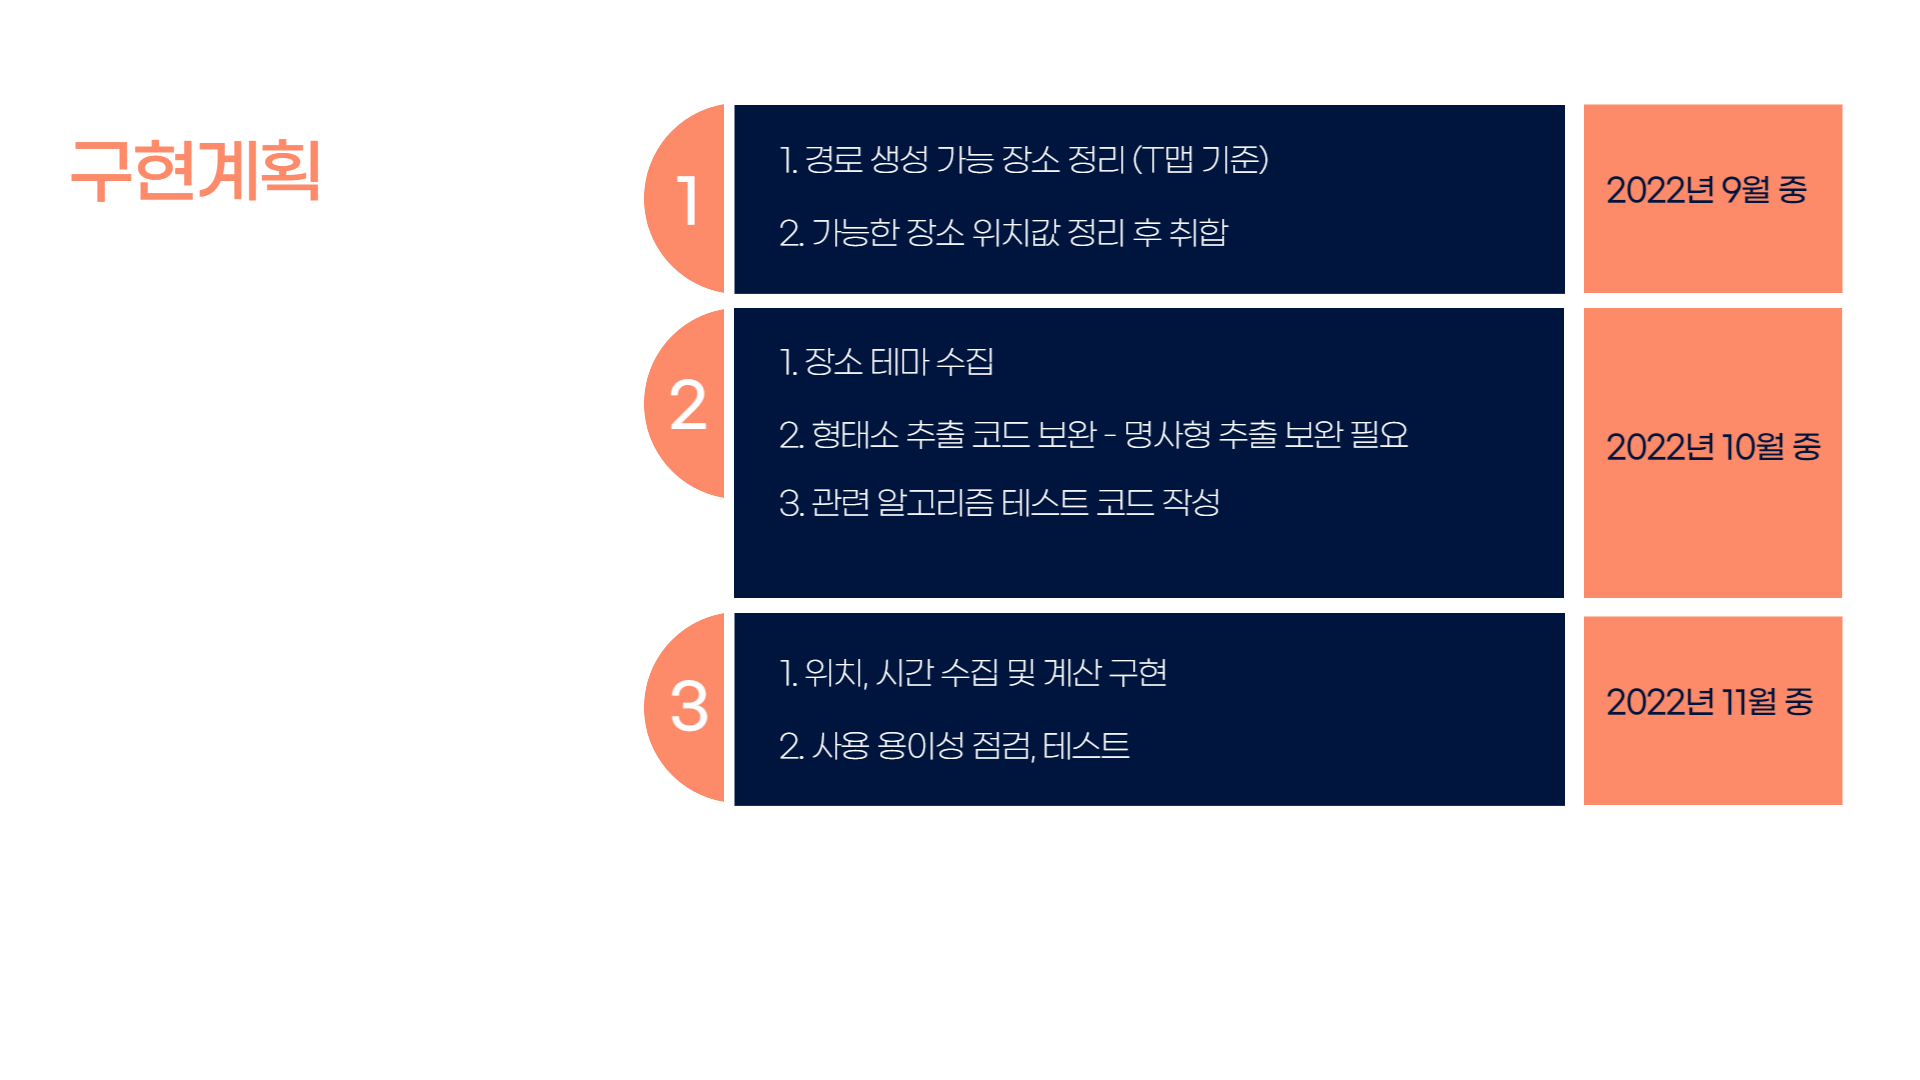 구현계획
1
1. 경로 생성 가능 장소 정리 (T맵 기준)
2. 가능한 장소 위치값 정리 후 취합
2022년 9월 중
2
1. 장소 테마 수집
2. 형태소 추출 코드 보완 - 명사형 추출 보완 필요
3. 관련 알고리즘 테스트 코드 작성
2022년 10월 중
3
1. 위치, 시간 수집 및 계산 구현
2. 사용 용이성 점검, 테스트
2022년 11월 중